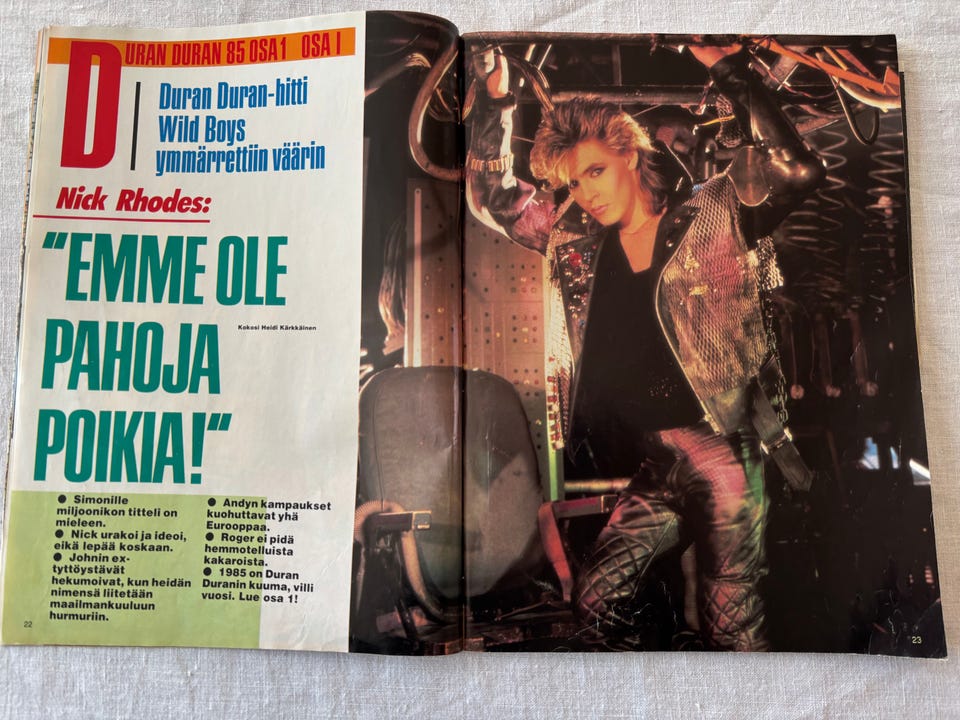 DURAN DURAN 85 OSA 1 OSA I
Duran Duran-hitti
Wild Boys
ymmärrettiin väärin
Nick Rhodes:
“EMME OLE
PAHOJA
POIKIA!“
Kokosi Heidi Kärkkäinen
● Simonille
miljoonikon titteli on
mieleen.
● Nick urakoi ja ideoi,
eikä lepää koskaan.
● Johnin ex-
tyttöystävät
hekumoivat, kun heidän
nimensä liitetään
maailmankuuluun
hurmuriin.
● Andyn kampaukset
kuohuttavat yhä
Eurooppaa.
● Roger ei pidä
hemmotelluista
kakaroista.
● 1985 on Duran
Duranin kuuma, villi
vuosi. Lue osa 1!
22
23